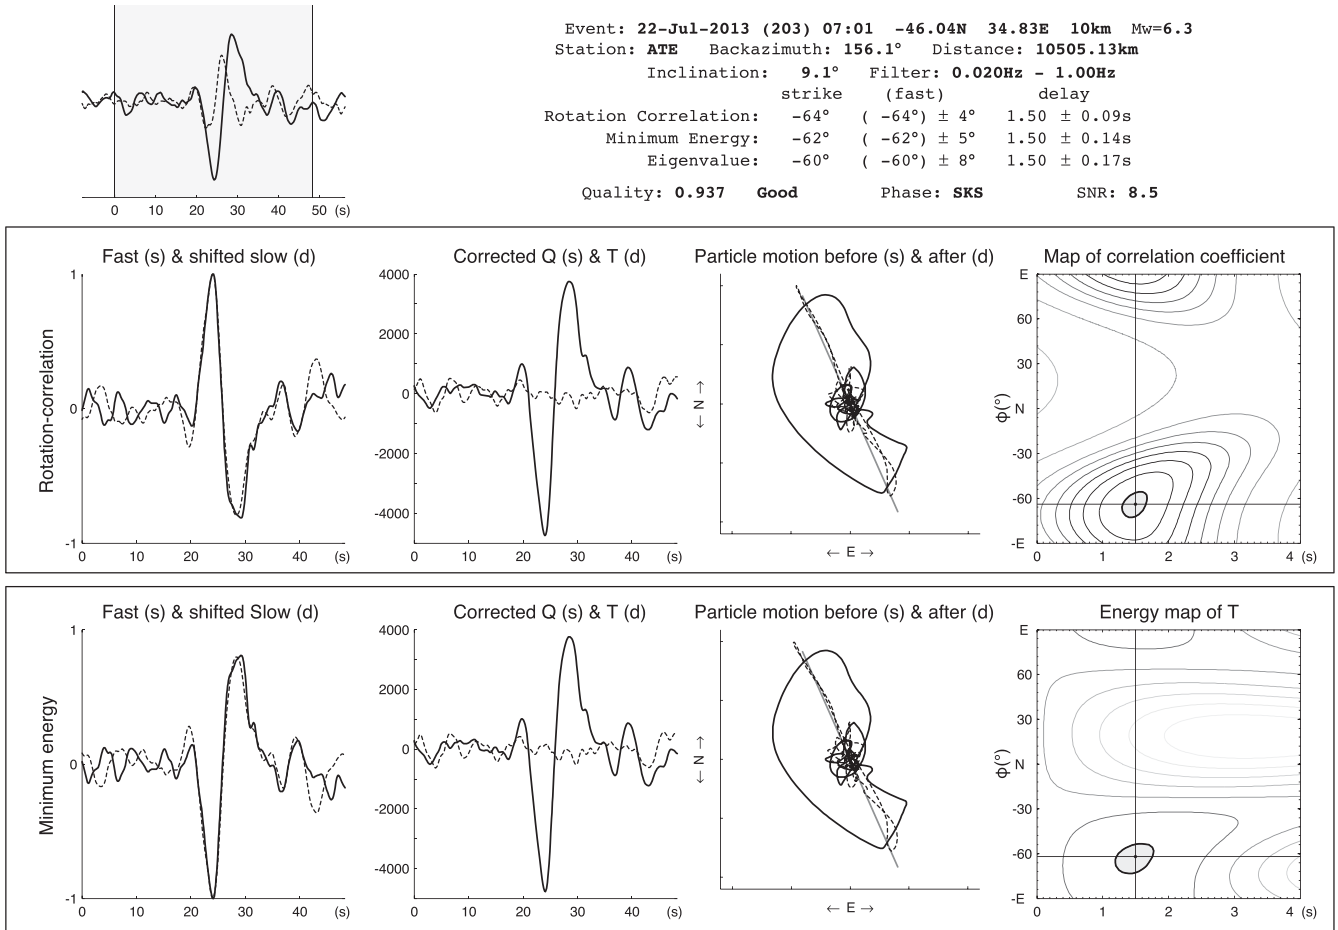 Event: 22-Jul-2013 (203) 07:01 -46.04N 34.83E 10km Mw=6.3
Station: ATE Backazimuth: 156.1° Distance: 10505.13km
Inclination: 9.1° Filter: 0.020Hz - 1.00Hz
strike (fast) delay
Rotation Correlation: -64° ( -64°) ± 4° 1.50 ± 0.09s
Minimum Energy: -62° ( -62°) ± 5° 1.50 ± 0.14s
Eigenvalue: -60° ( -60°) ± 8° 1.50 ± 0.17s
Quality: 0.937 Good Phase: SKS SNR: 8.5
0 10 20 30 40 50 (s)
Rotation-correlation
Fast (s) & shifted slow (d)
1
0
-1
0 10 20 30 40 (s)
Corrected Q (s) & T (d)
4000
2000
0
-2000
-4000
0 10 20 30 40 (s)
Particle motion before (s) & after (d)
← N →
← E →
Map of correlation coefficient
ϕ(°)
E
60
30
N
-30
-60
-E
0 1 2 3 4 (s)
Minimum energy
Fast (s) & shifted Slow (d)
1
0
-1
0 10 20 30 40 (s)
Corrected Q (s) & T (d)
4000
2000
0
-2000
-4000
0 10 20 30 40 (s)
Particle motion before (s) & after (d)
← N →
← E →
Energy map of T
ϕ(°)
E
60
30
N
-30
-60
-E
0 1 2 3 4 (s)